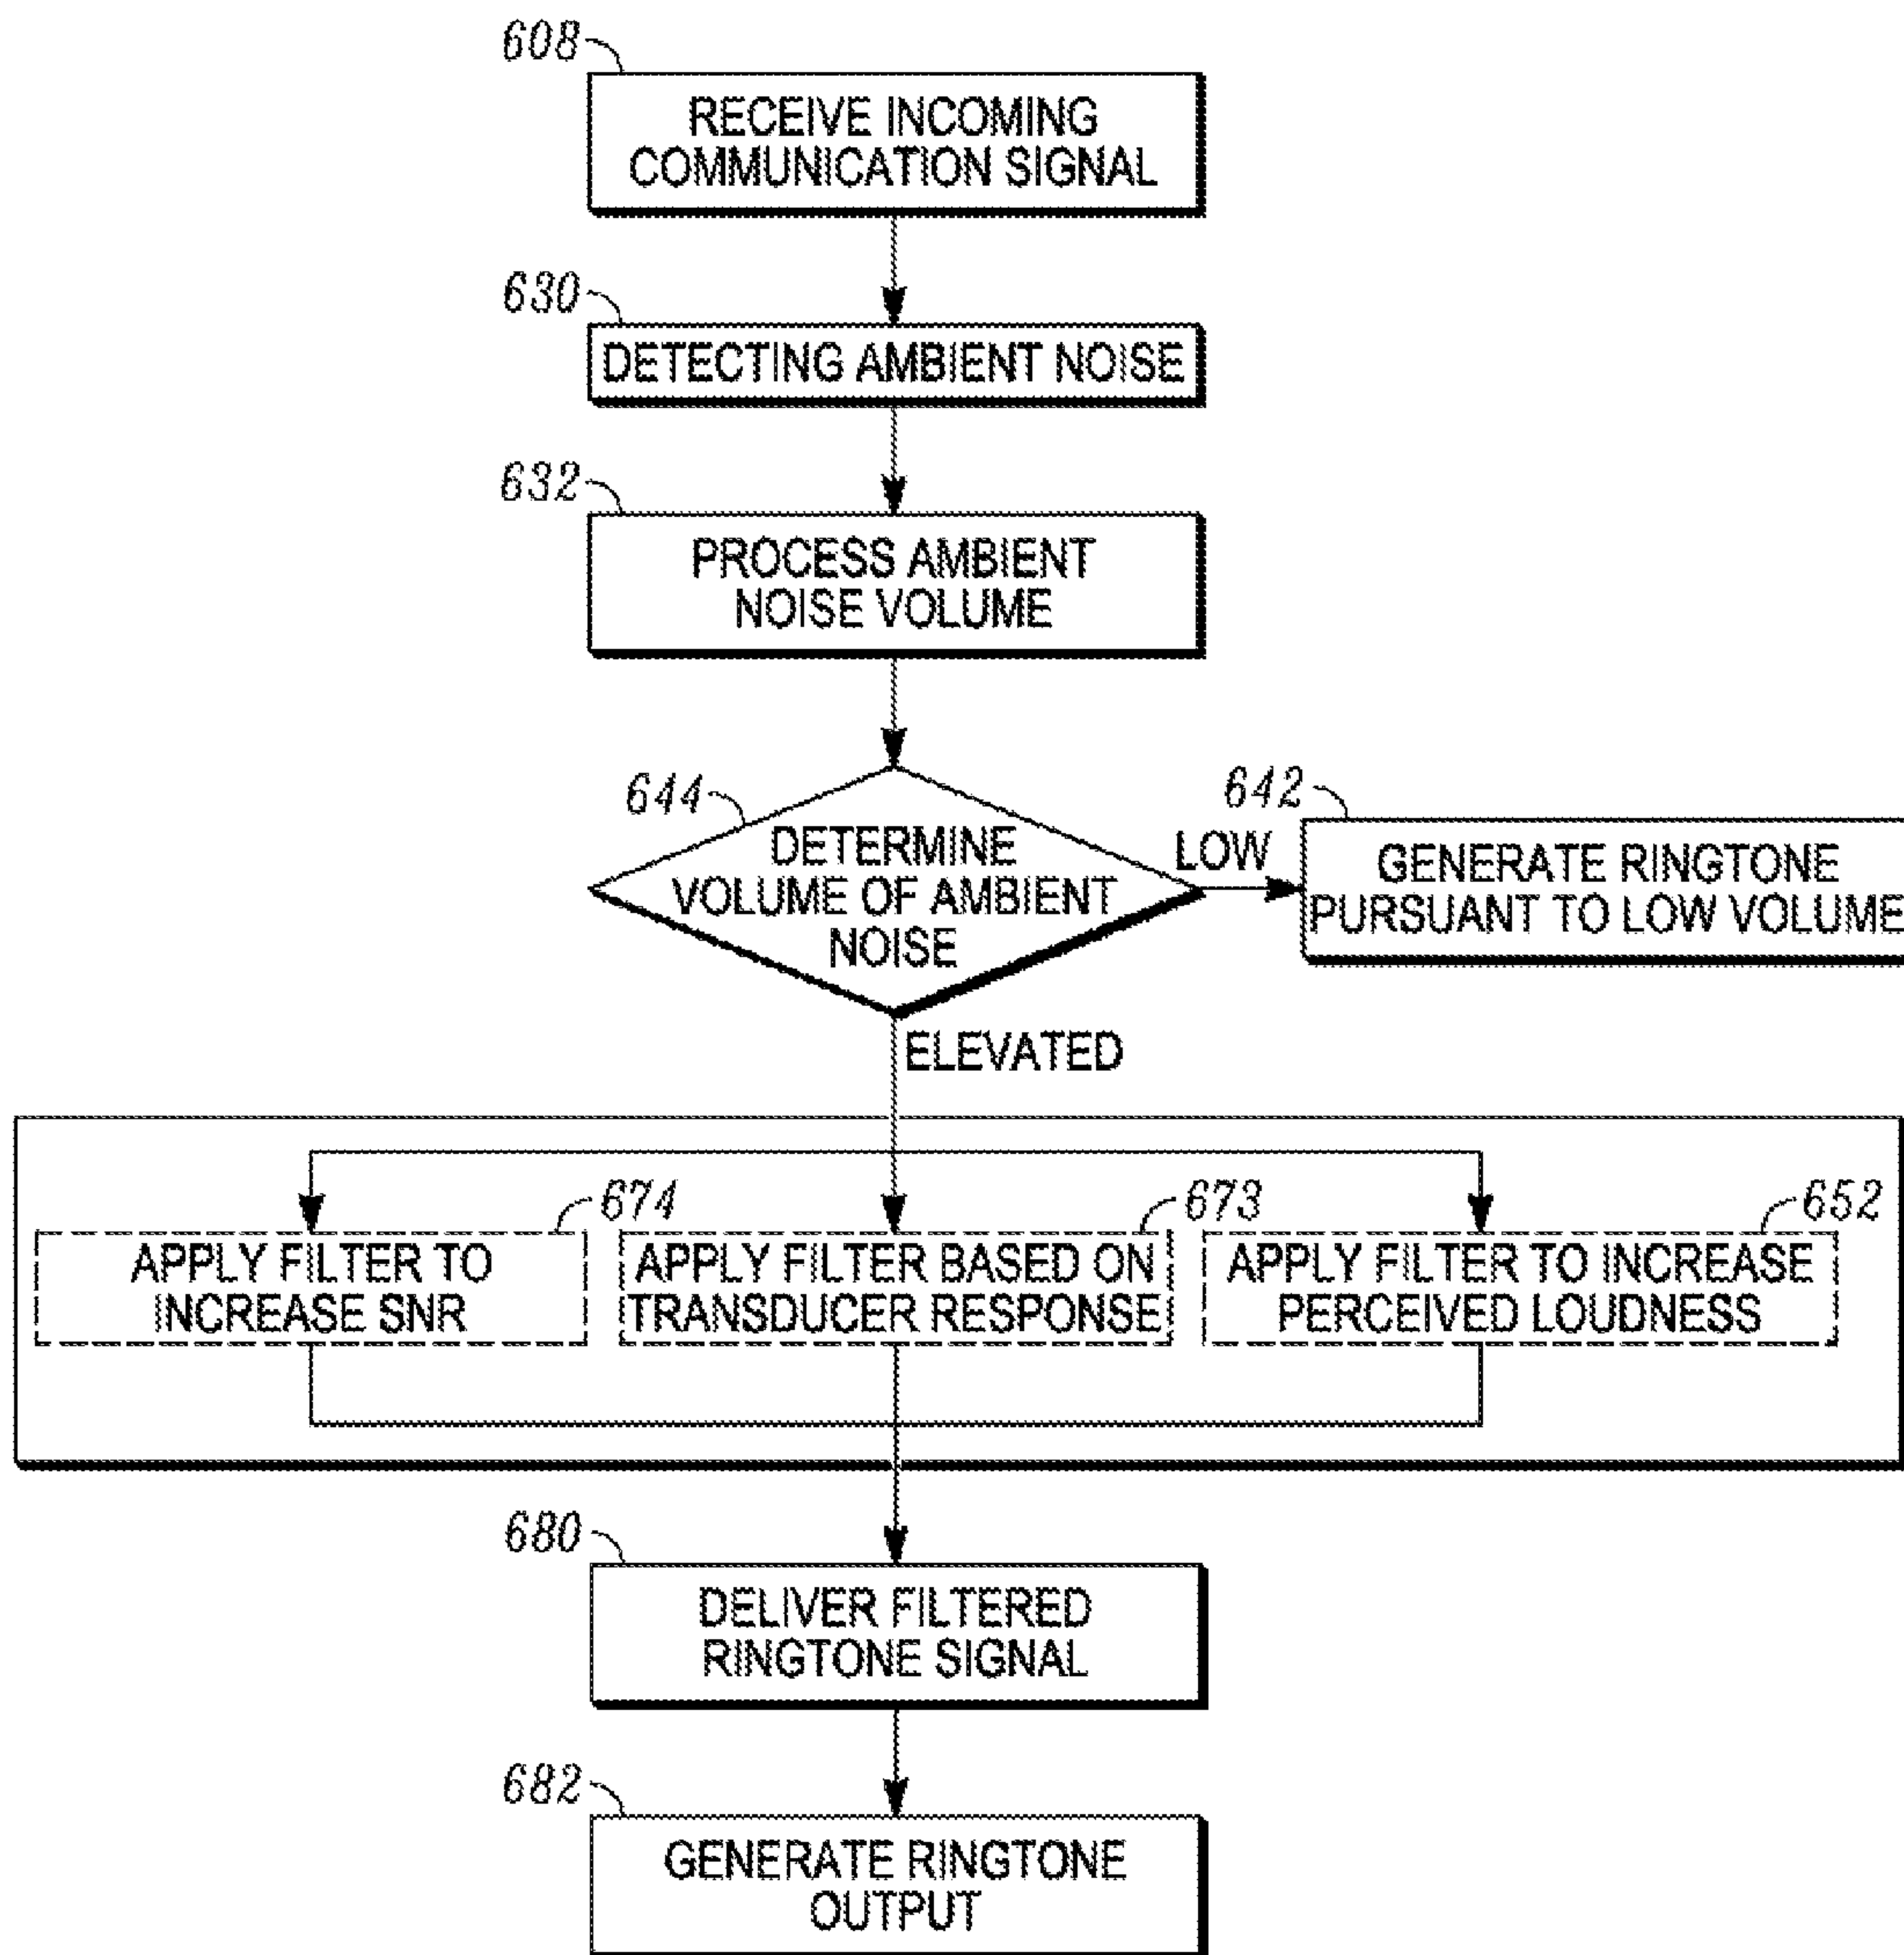 608
RECEIVE INCOMING
COMMUNICATION SIGNAL
630
DETECTING AMBIENT NOISE
632
PROCESS AMBIENT
NOISE VOLUME
644
DETERMINE
VOLUME OF AMBIENT
NOISE
LOW
642
GENERATE RINGTONE
PURSUANT TO LOW VOLUME
ELEVATED
674
APPLY FILTER TO
INCREASE SNR
673
APPLY FILTER BASED ON
TRANSDUCER RESPONSE
652
APPLY FILTER TO INCREASE
PERCEIVED LOUDNESS
680
DELIVER FILTERED
RINGTONE SIGNAL
682
GENERATE RINGTONE
OUTPUT